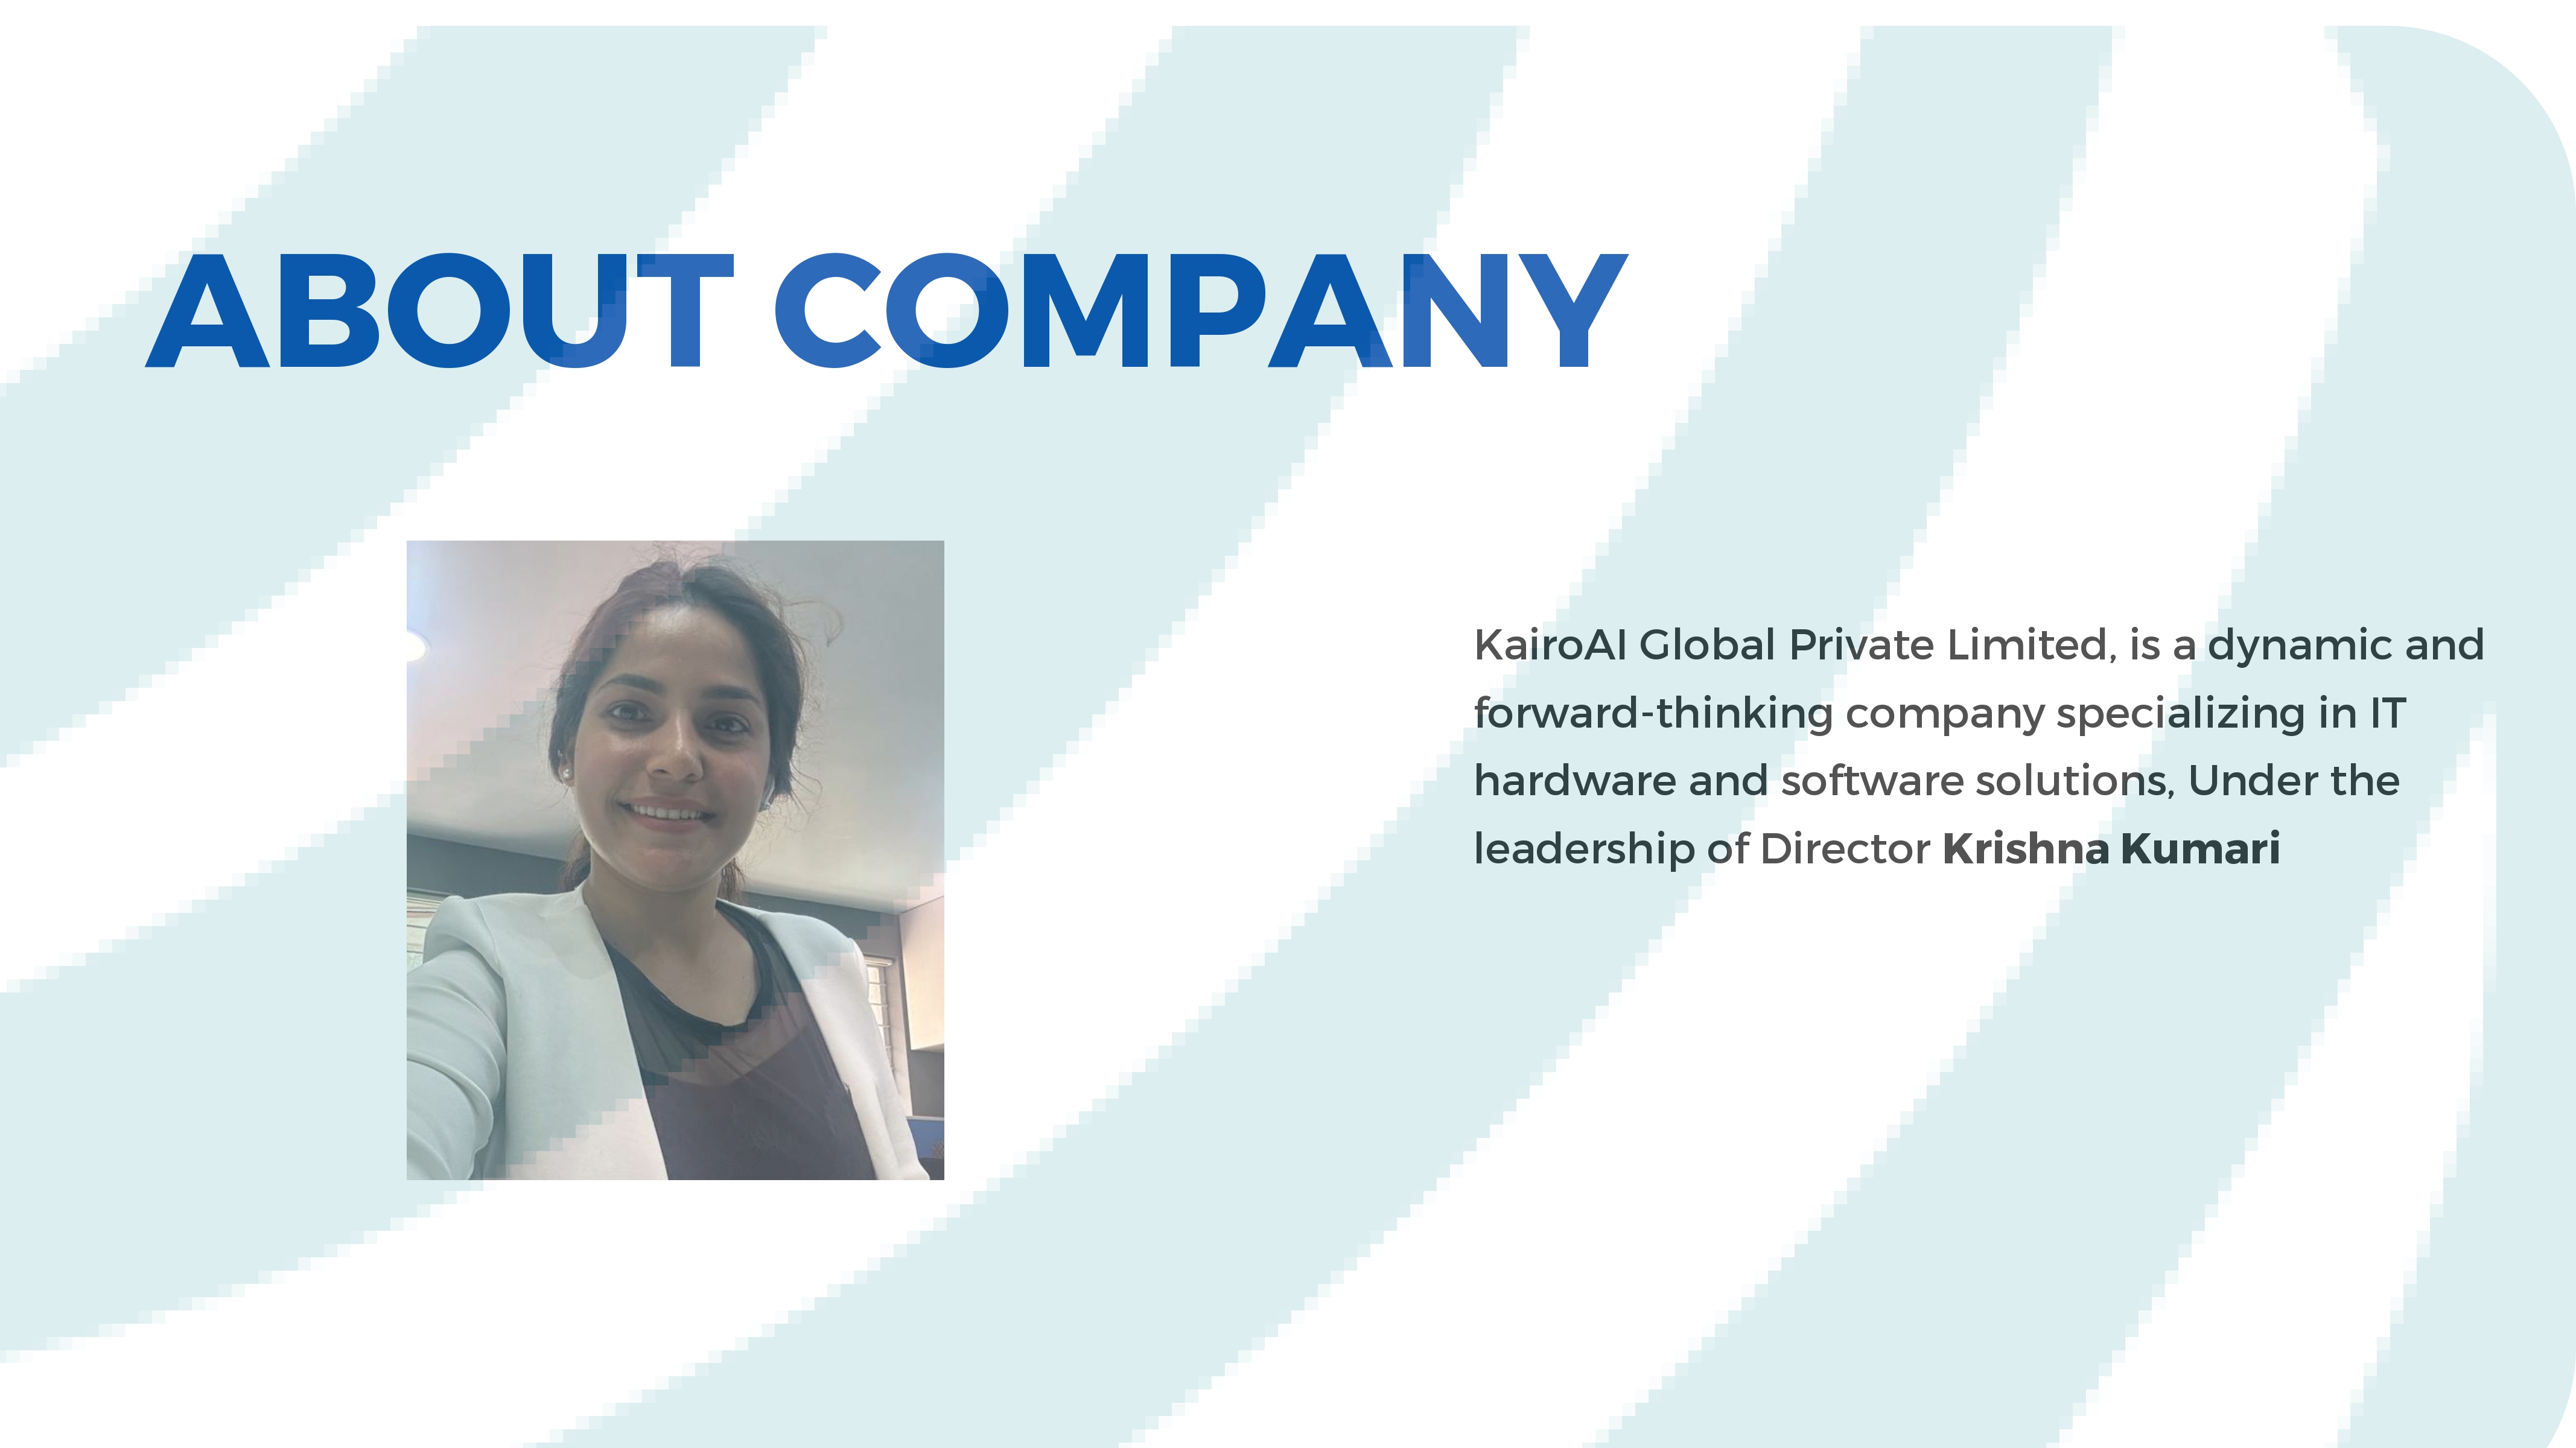 ABOUT COMPANY
KairoAI Global Private Limited, is a dynamic and
forward-thinking company specializing in IT
hardware and software solutions, Under the
leadership of Director Krishna Kumari